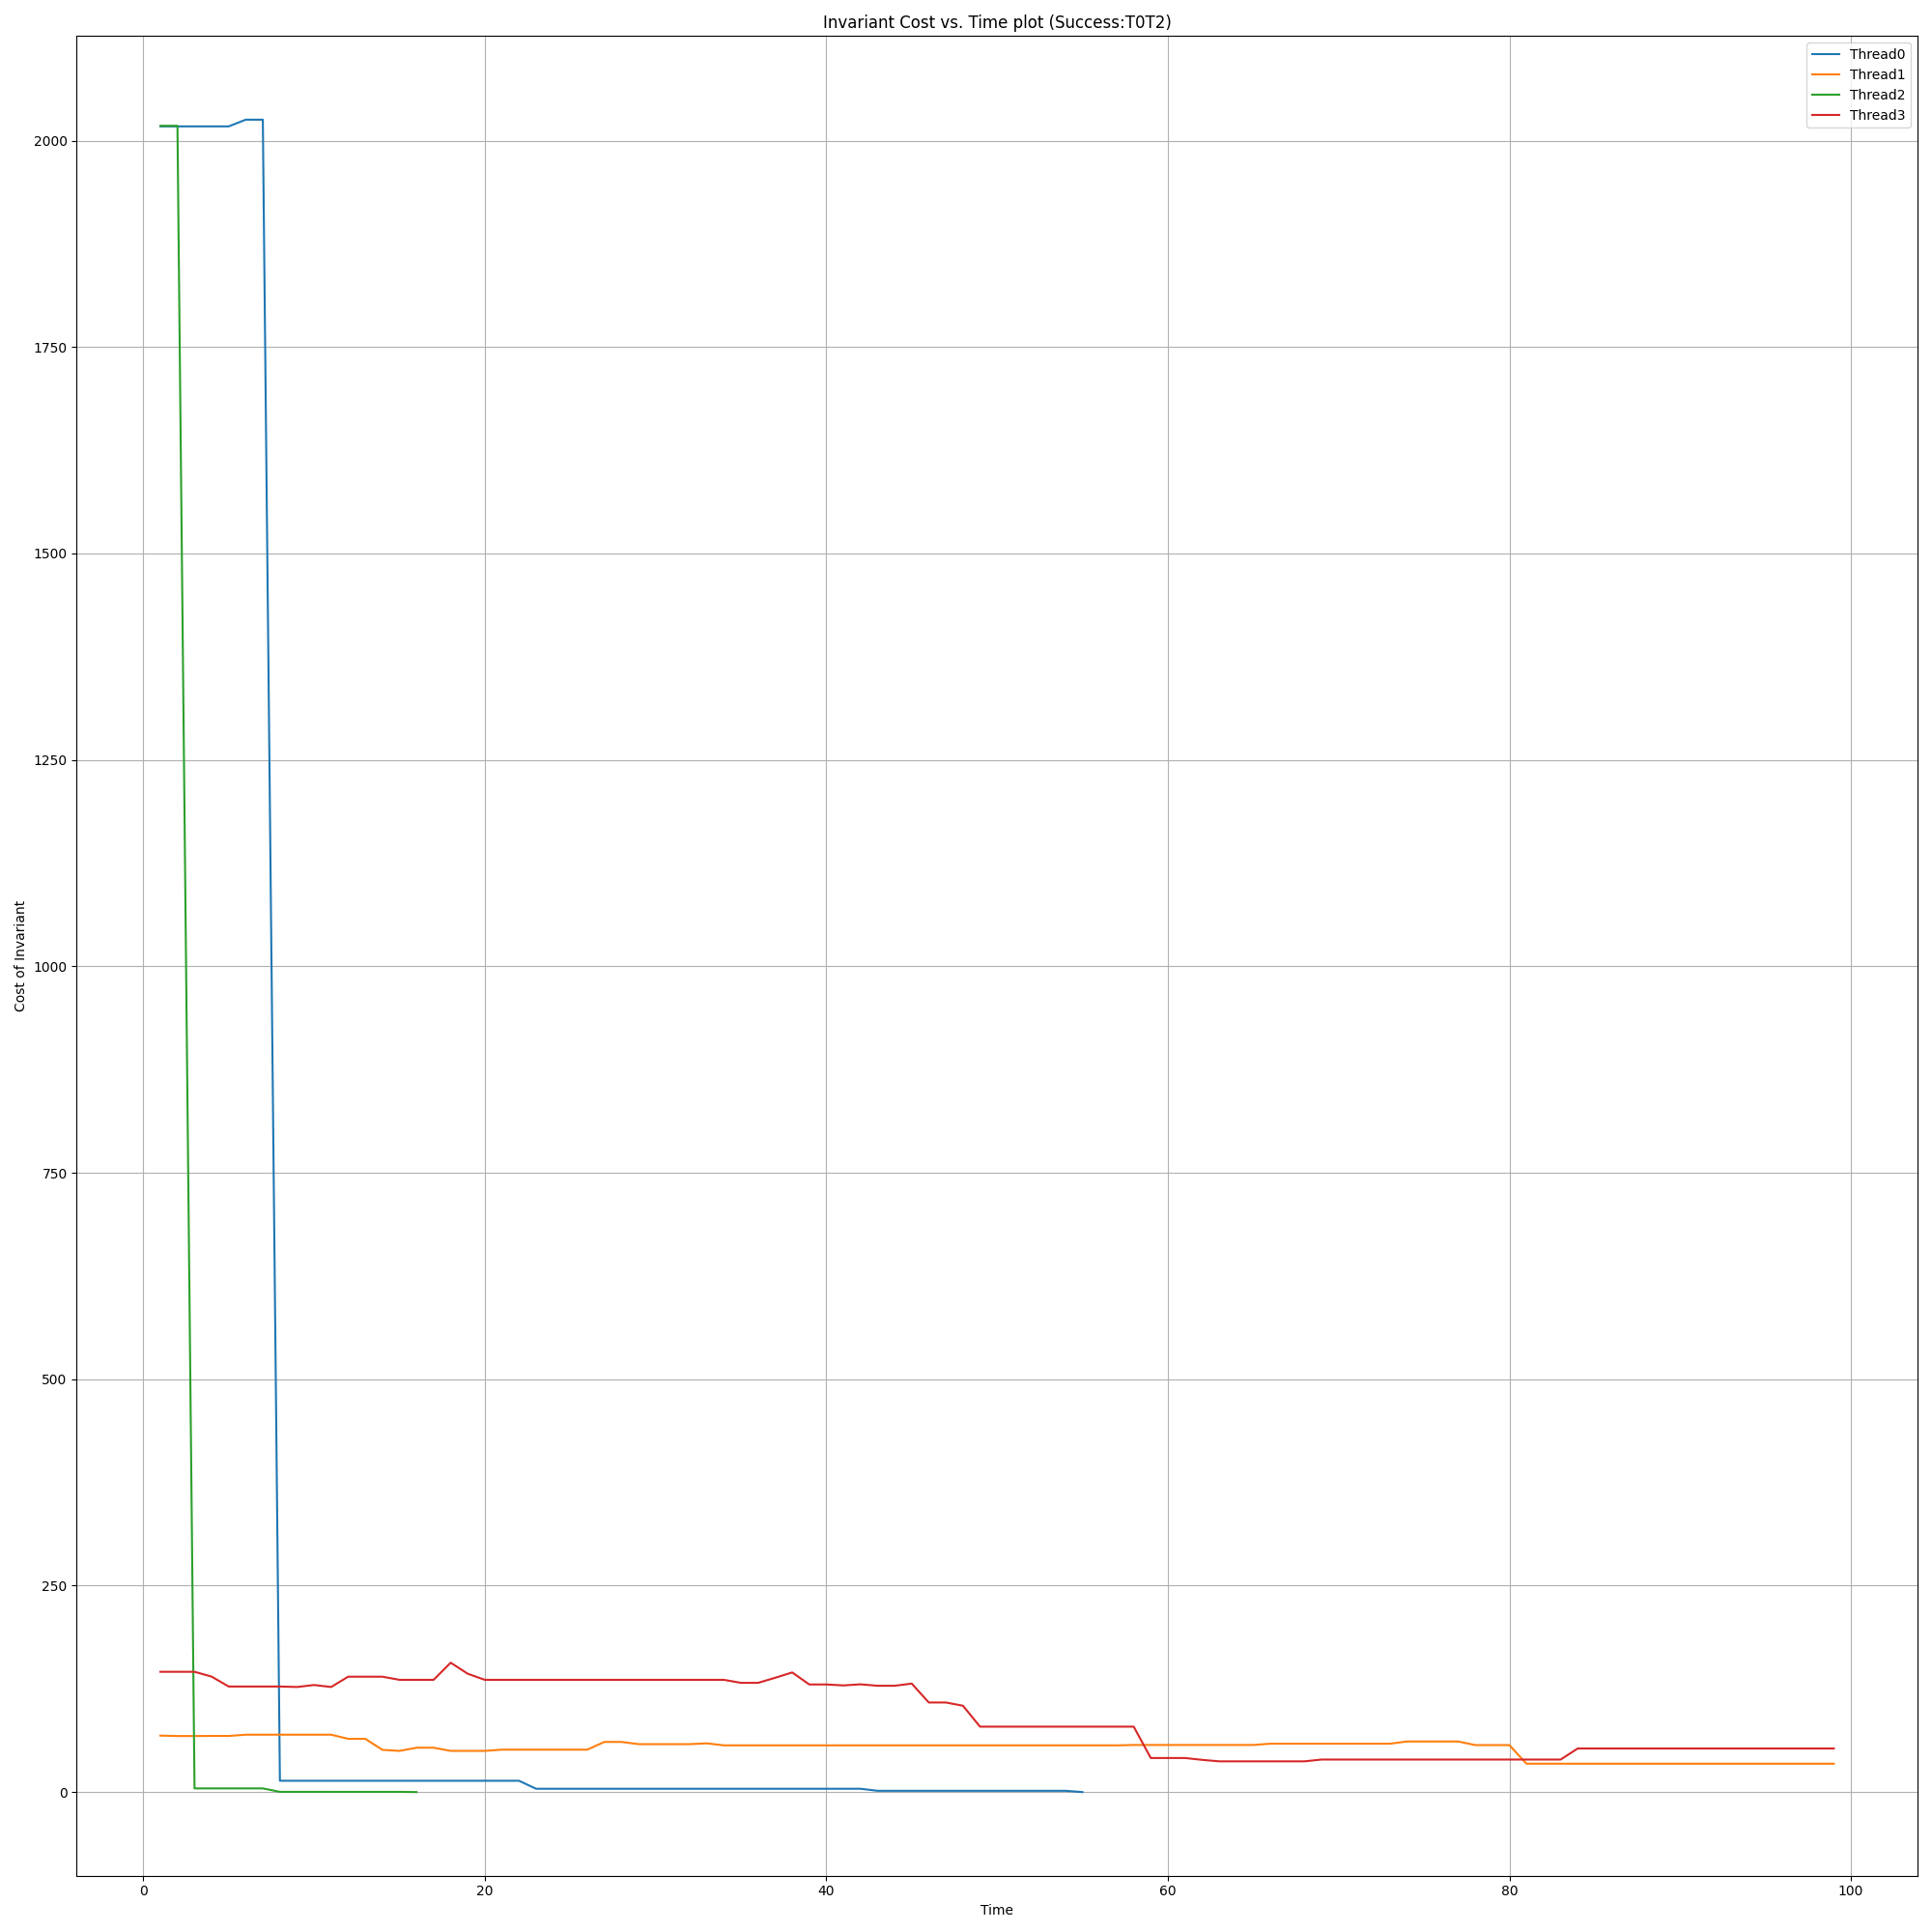 Invariant Cost vs. Time plot (Success:T0T2)
Thread0
Thread1
Thread2
Thread3
2000
1750
1500
1250
1000
750
500
250
0
Cost of Invariant
0 20 40 60 80 100
Time